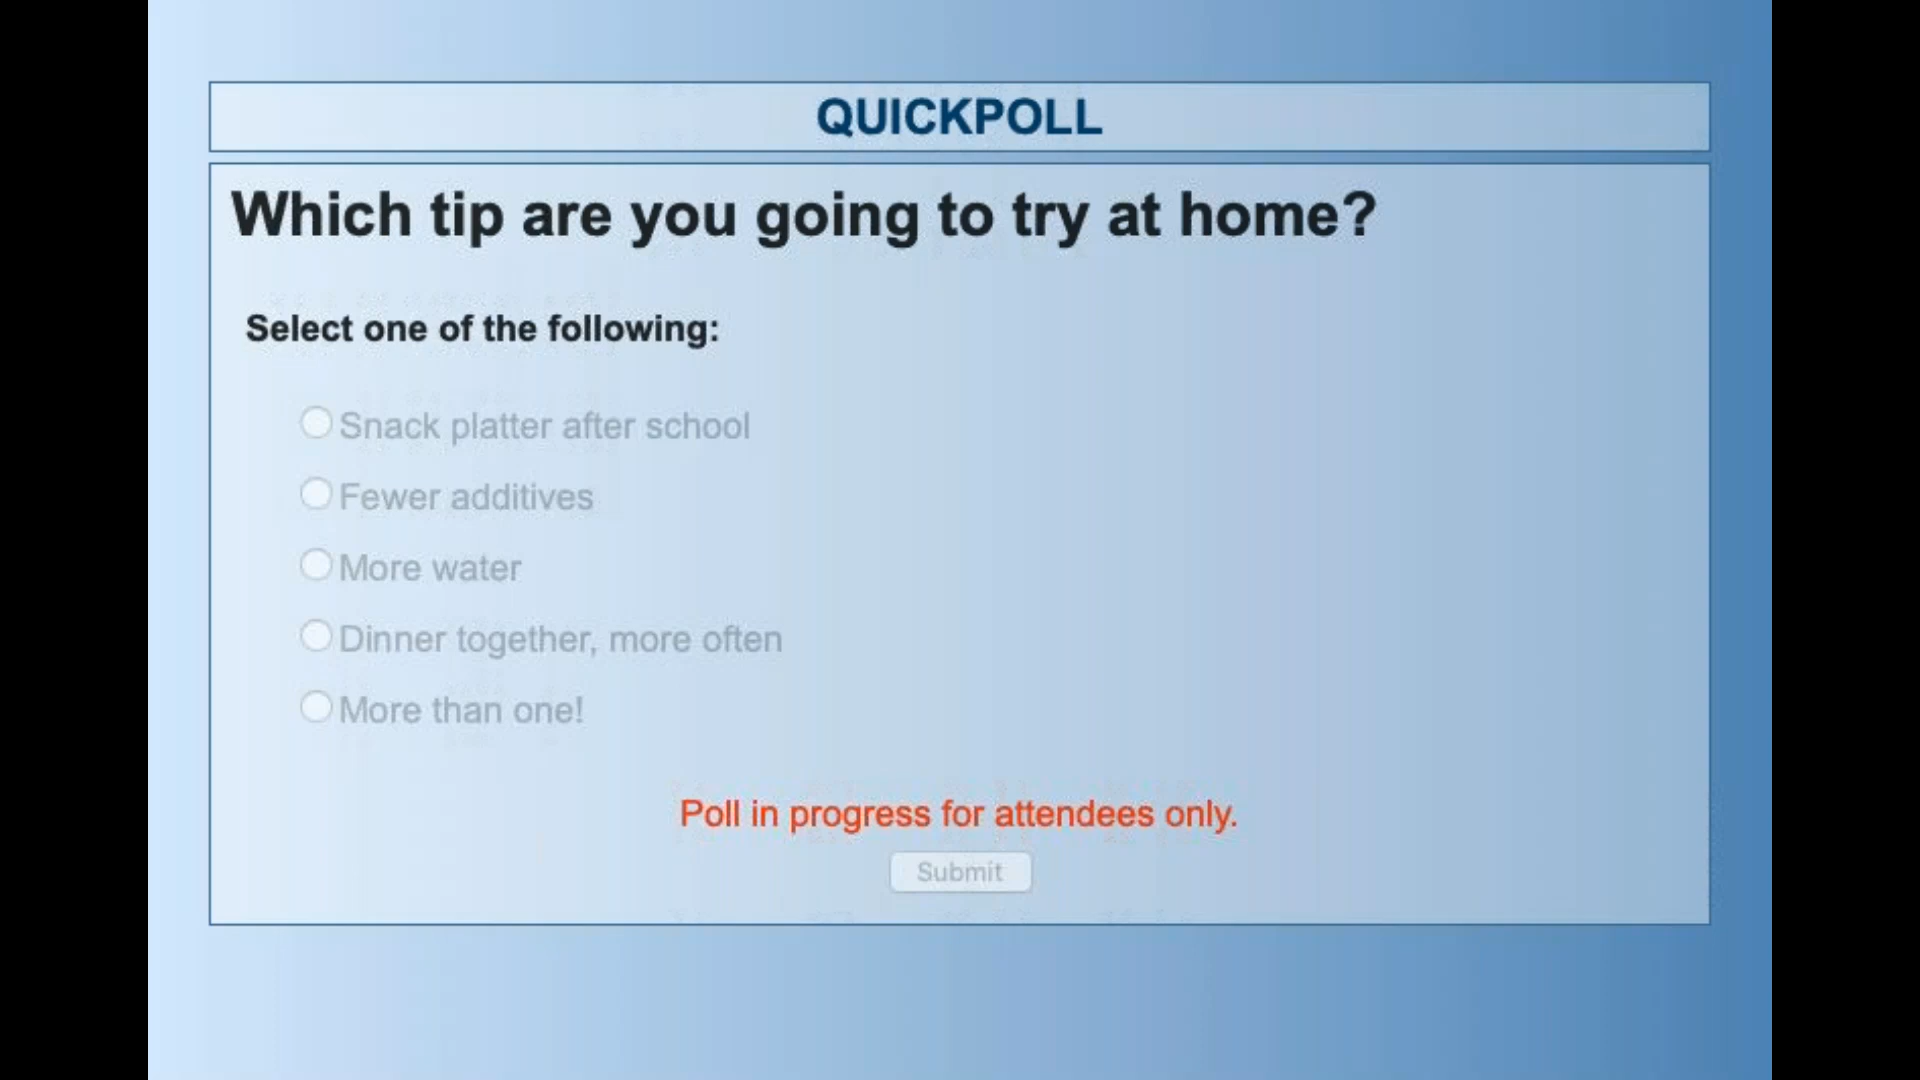 QUICKPOLL
Which tip are you going to try at home?
Select one of the following:
Snack platter after school
Fewer additives
More water
Dinner together, more often
More than one!
Poll in progress for attendees only.
Submit